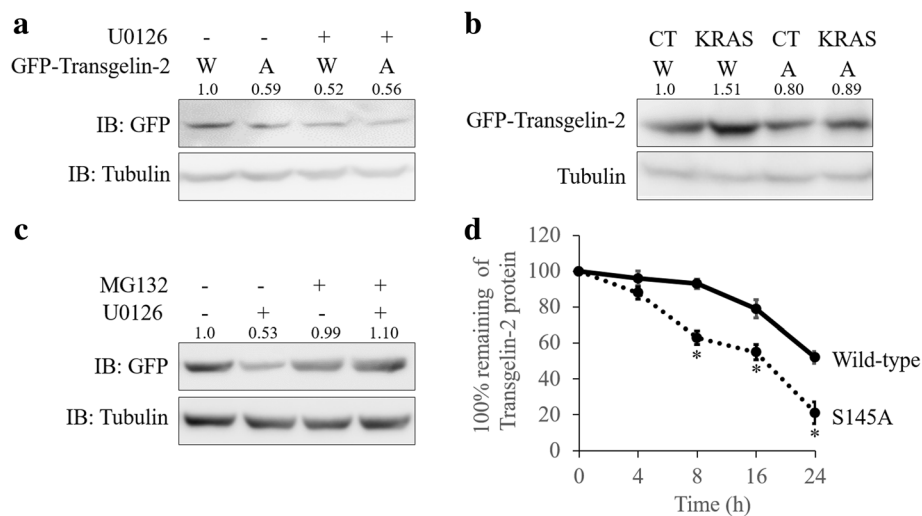 a
U0126 - - + +
GFP-Transgelin-2 W A W A
1.0 0.59 0.52 0.56
IB: GFP
IB: Tubulin
b
CT KRAS CT KRAS
W W A A
1.0 1.51 0.80 0.89
GFP-Transgelin-2
Tubulin
c
MG132 - - + +
U0126 - + - +
1.0 0.53 0.99 1.10
IB: GFP
IB: Tubulin
d
100% remaining of
Transgelin-2 protein
120
100
80
60
40
20
0
Wild-type
S145A
* * *
0 4 8 16 24
Time (h)